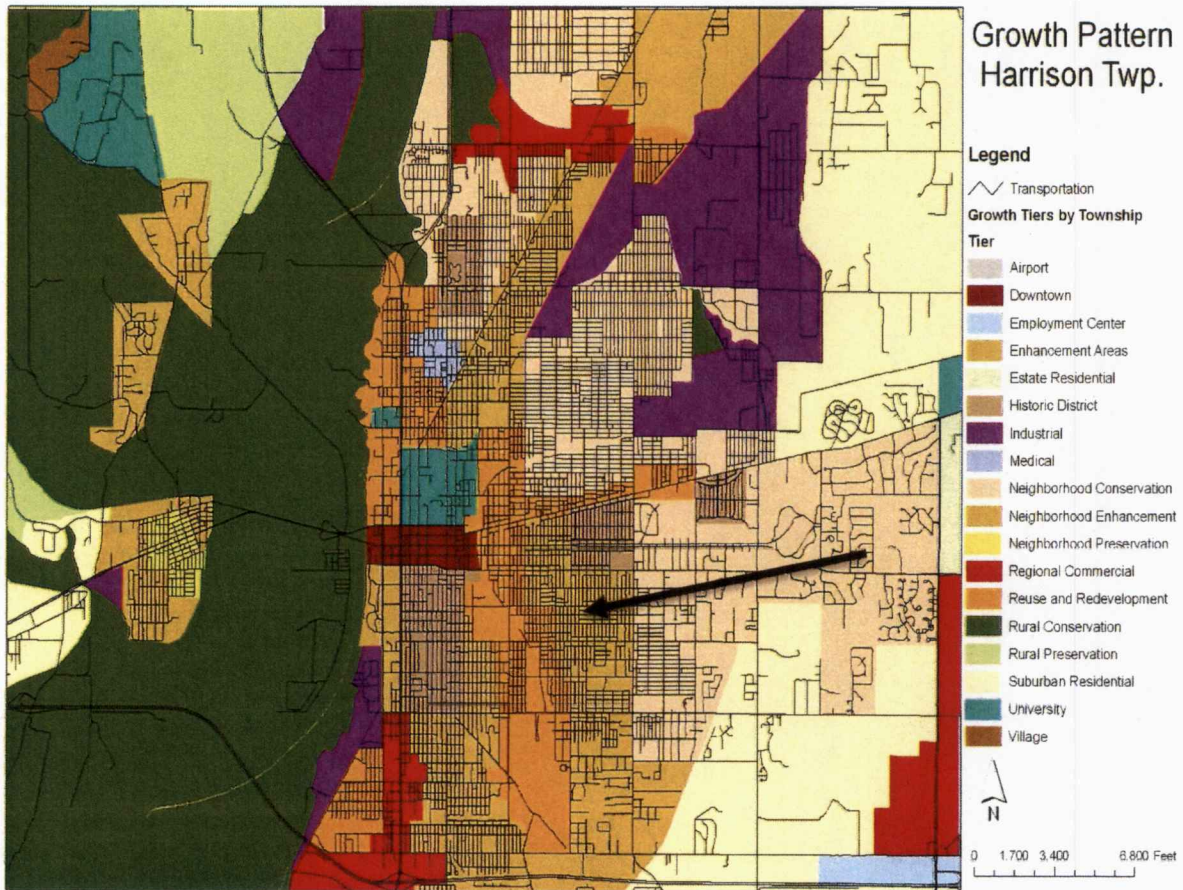 Growth Pattern
Harrison Twp.
Legend
Transportation
Growth Tiers by Township
Tier
Airport
Downtown
Employment Center
Enhancement Areas
Estate Residential
Historic District
Industrial
Medical
Neighborhood Conservation
Neighborhood Enhancement
Neighborhood Preservation
Regional Commercial
Reuse and Redevelopment
Rural Conservation
Rural Preservation
Suburban Residential
University
Village
N
0 1.700 3.400 6.800 Feet